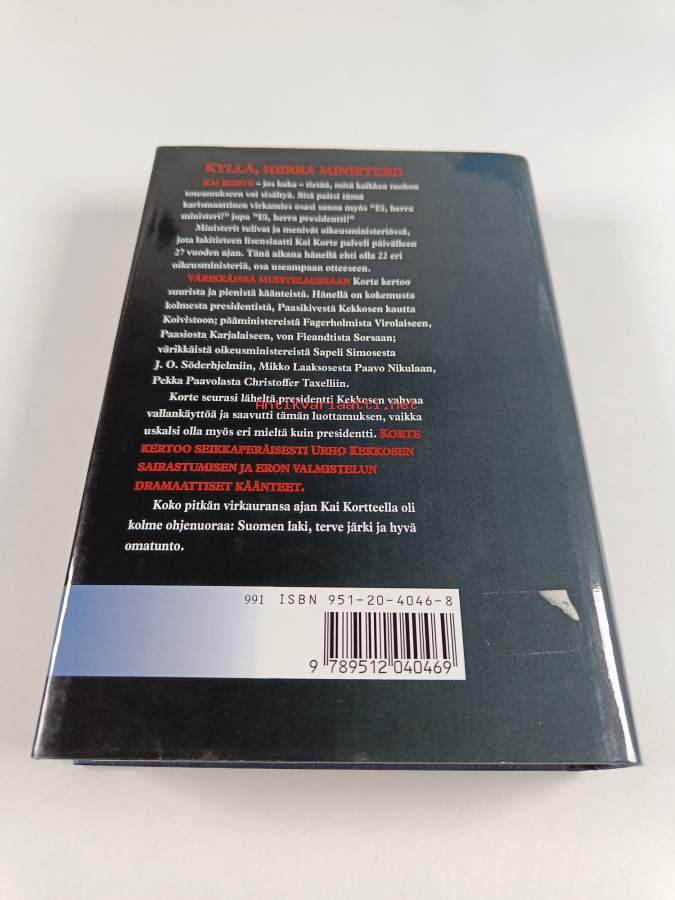 KYLLÄ, HERRA MINISTERI!
KAI KORTE – jos kuka – tietää, mitä kaikkea tuohon
toteamukseen voi sisältyä. Sitä paitsi tämä
karismaattinen virkamies osasi sanoa myös "Ei, herra
ministeri!" jopa "Ei, herra presidentti!"
Ministerit tulivat ja menivät oikeusministeriössä,
jota lakitieteen lisensiaatti Kai Korte palveli päivälleen
27 vuoden ajan. Tänä aikana hänellä ehti olla 22 eri
oikeusministeriä, osa useampaan otteeseen.
VÄRIKKÄISSÄ MUISTELMISSAAN Korte kertoo
suurista ja pienistä käänteistä. Hänellä on kokemusta
kolmesta presidentistä, Paasikivestä Kekkosen kautta
Koivistoon; pääministereistä Fagerholmista Virolaiseen,
Paasiosta Karjalaiseen, von Fieandtista Sorsaan;
värikkäistä oikeusministereistä Sapeli Simosesta
J. O. Söderhjelmiin, Mikko Laaksosesta Paavo Nikulaan,
Pekka Paavolasta Christoffer Taxelliin.
Korte seurasi läheltä presidentti Kekkosen vahvaa
Antikvariaatti.net
vallankäyttöä ja saavutti tämän luottamuksen, vaikka
uskalsi olla myös eri mieltä kuin presidentti. KORTE
KERTOO SEIKKAPERÄISESTI URHO KEKKOSEN
SAIRASTUMISEN JA ERON VALMISTELUN
DRAMAATTISET KÄÄNTEET.
Koko pitkän virkauransa ajan Kai Kortteella oli
kolme ohjenuoraa: Suomen laki, terve järki ja hyvä
omatunto.
991 ISBN 951-20-4046-8
9 789512 040469